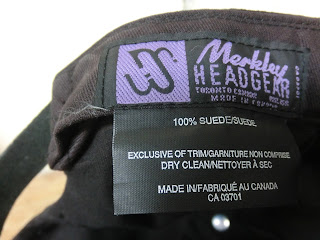 Merkley
HEADGEAR
TORONTO CANADA
MADE IN CANADA
100% SUEDE/SUEDE
EXCLUSIVE OF TRIM/GARNITURE NON COMPRISE
DRY CLEAN/NETTOYER À SEC
MADE IN/FABRIQUÉ AU CANADA
CA 03701